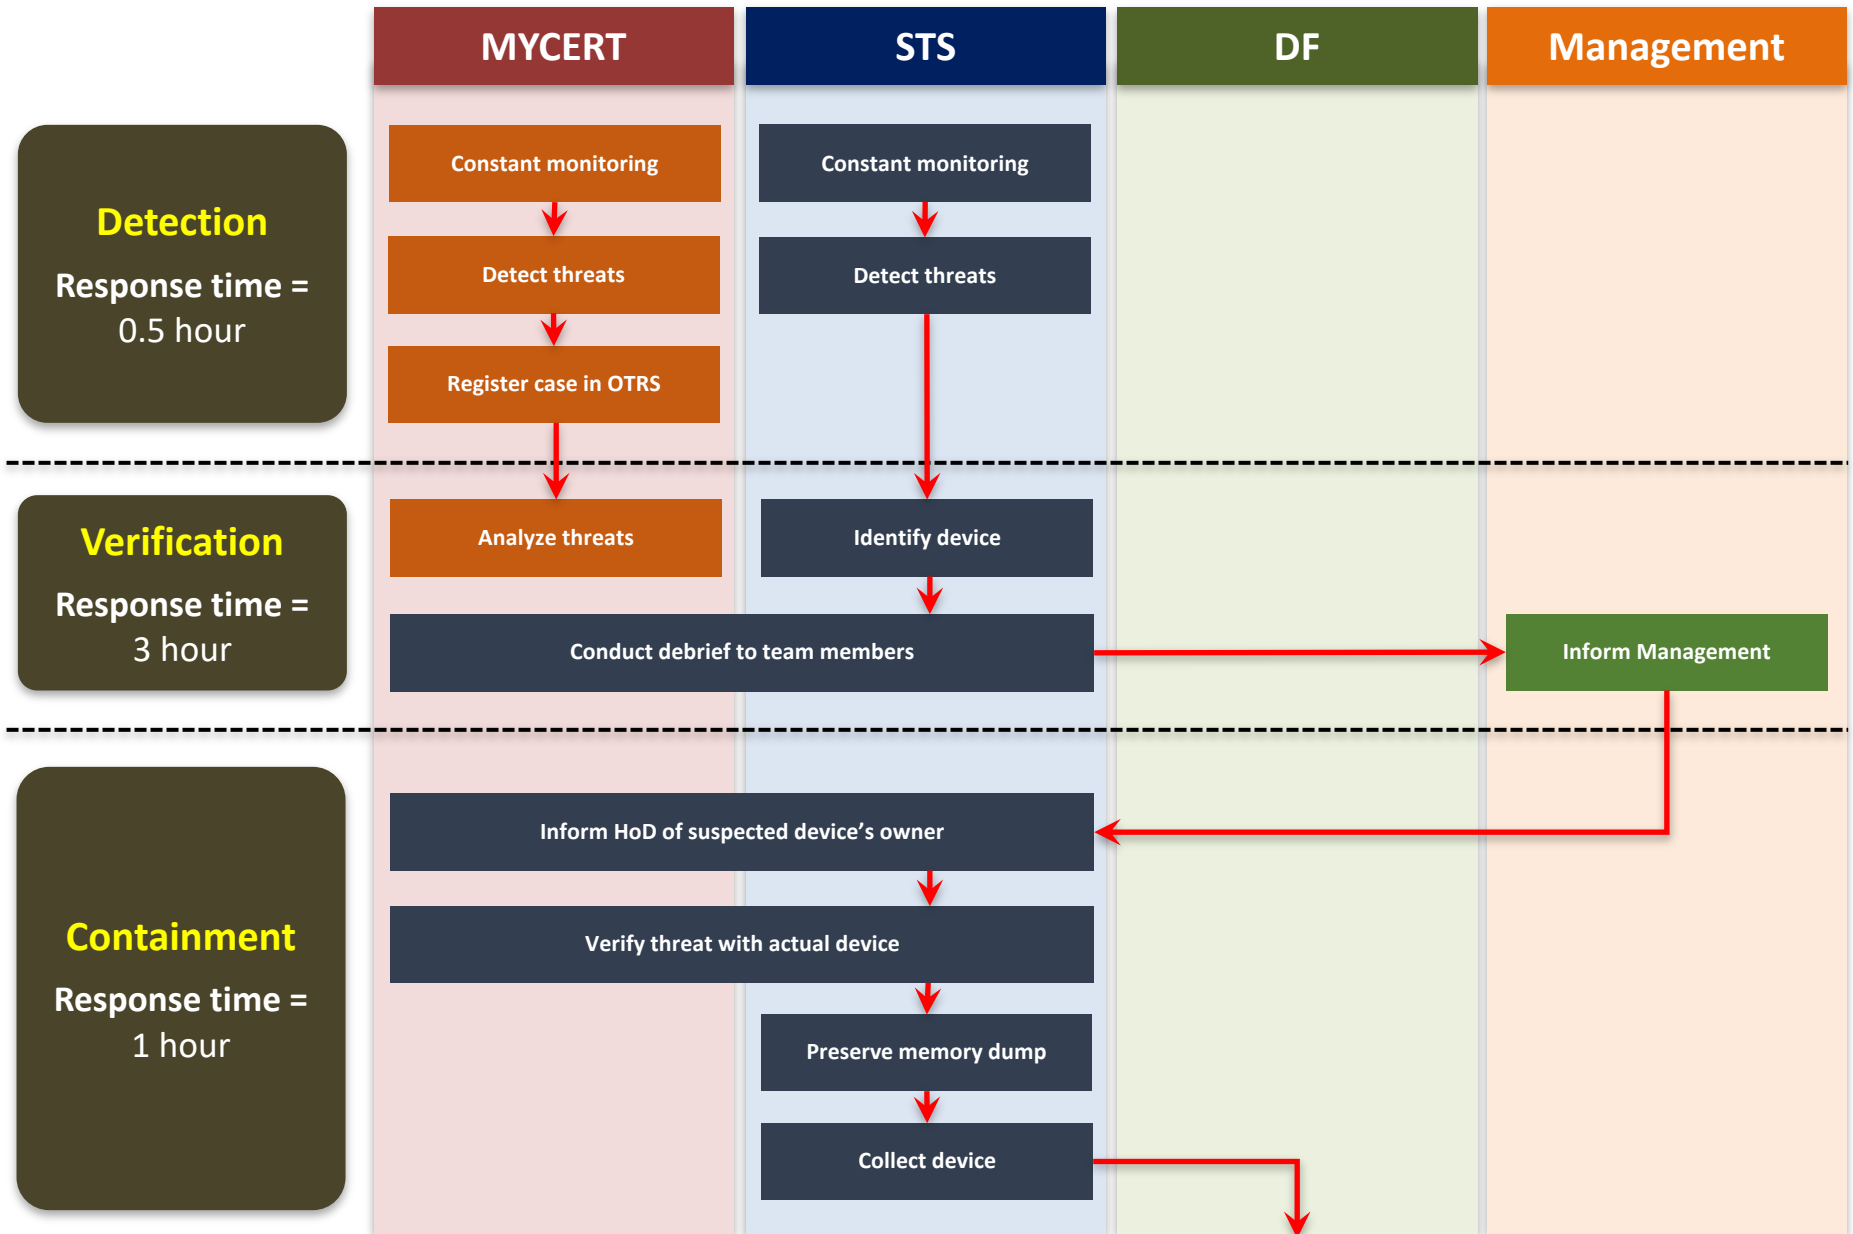 MYCERT
STS
DF
Management
Detection
Response time =
0.5 hour
Constant monitoring
Constant monitoring
Detect threats
Detect threats
Register case in OTRS
Verification
Response time =
3 hour
Analyze threats
Identify device
Conduct debrief to team members
Inform Management
Containment
Response time =
1 hour
Inform HoD of suspected device’s owner
Verify threat with actual device
Preserve memory dump
Collect device